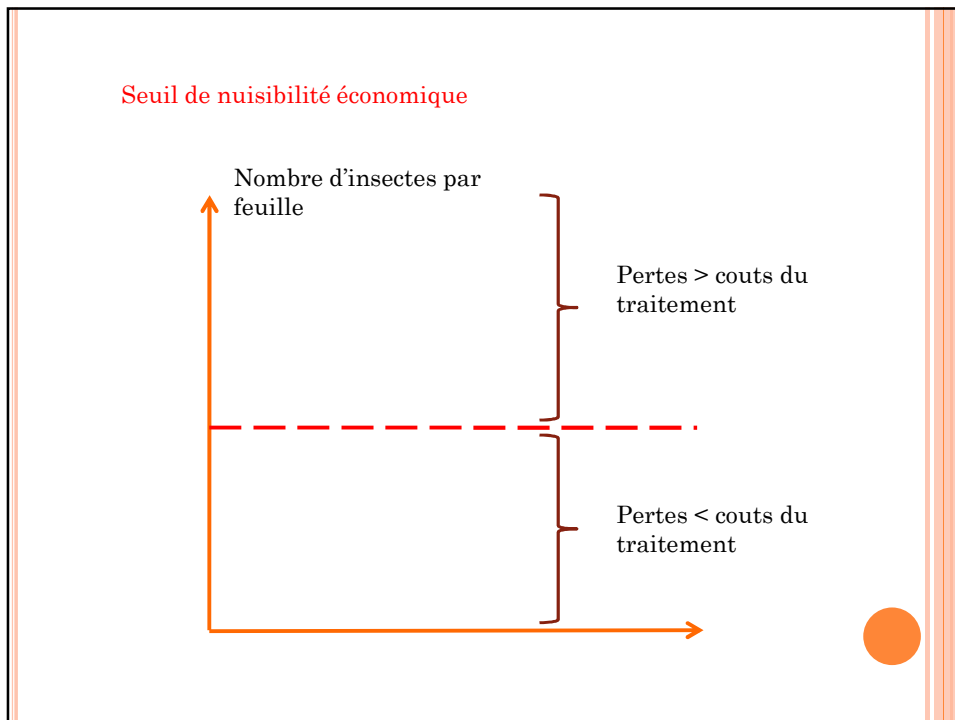 Seuil de nuisibilité économique
Nombre d’insectes par
feuille
Pertes > couts du
traitement
Pertes < couts du
traitement